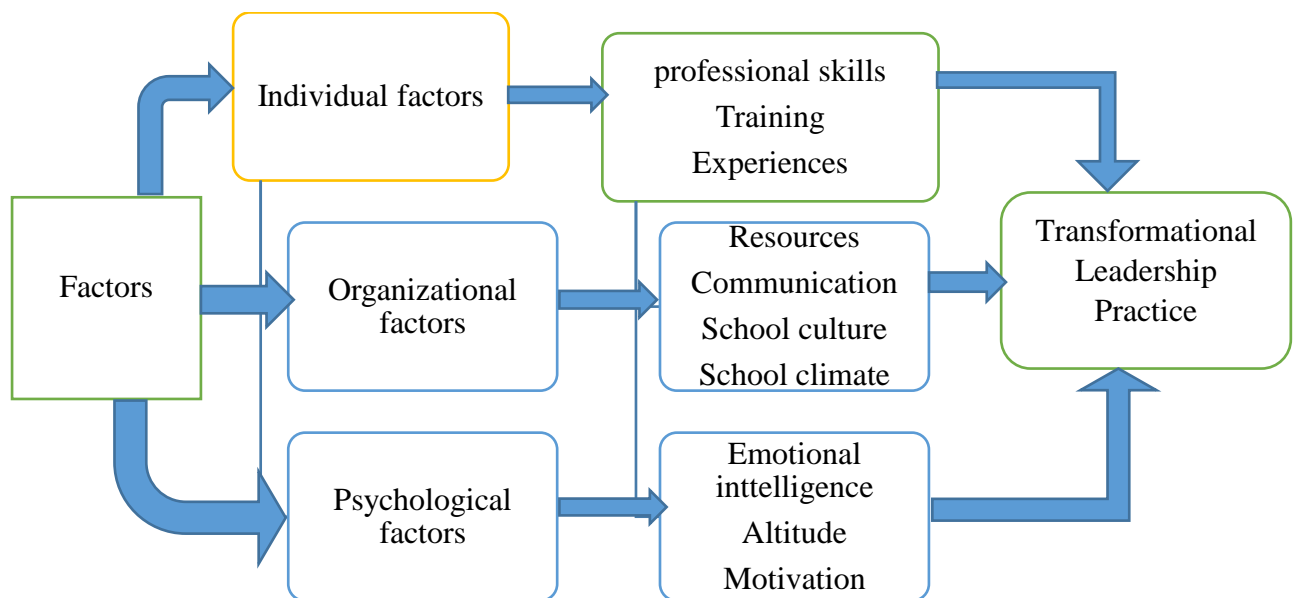 Individual factors
professional skills
Training
Experiences
Factors
Organizational
factors
Resources
Communication
School culture
School climate
Transformational
Leadership
Practice
Psychological
factors
Emotional
inttelligence
Altitude
Motivation